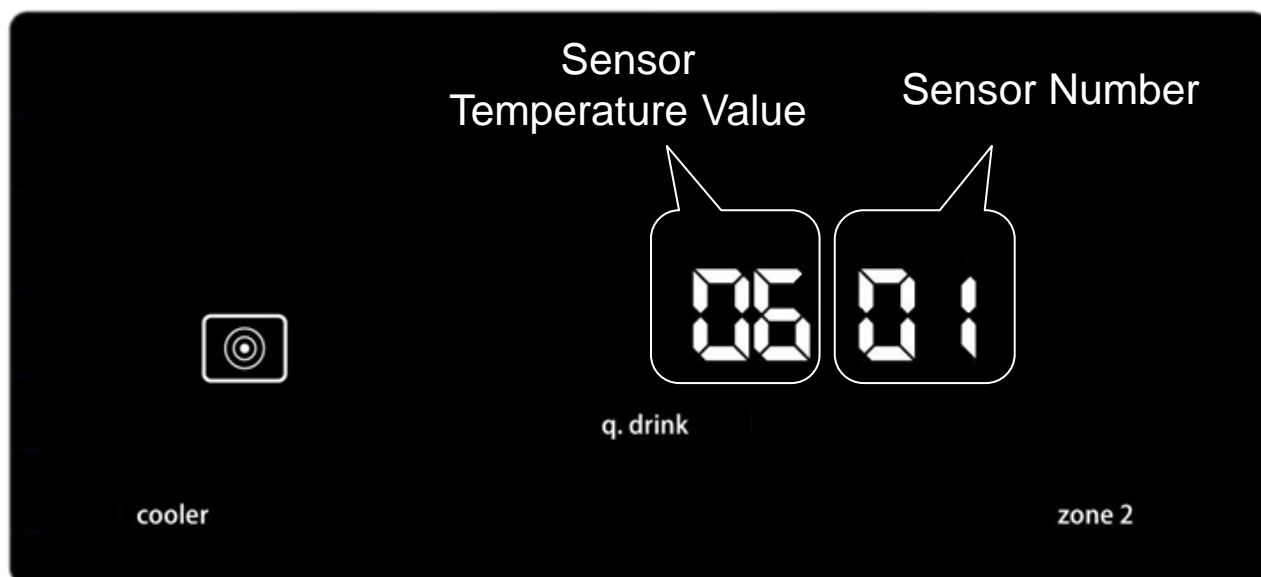 Sensor
Temperature Value
Sensor Number
06 01
q. drink
cooler
zone 2